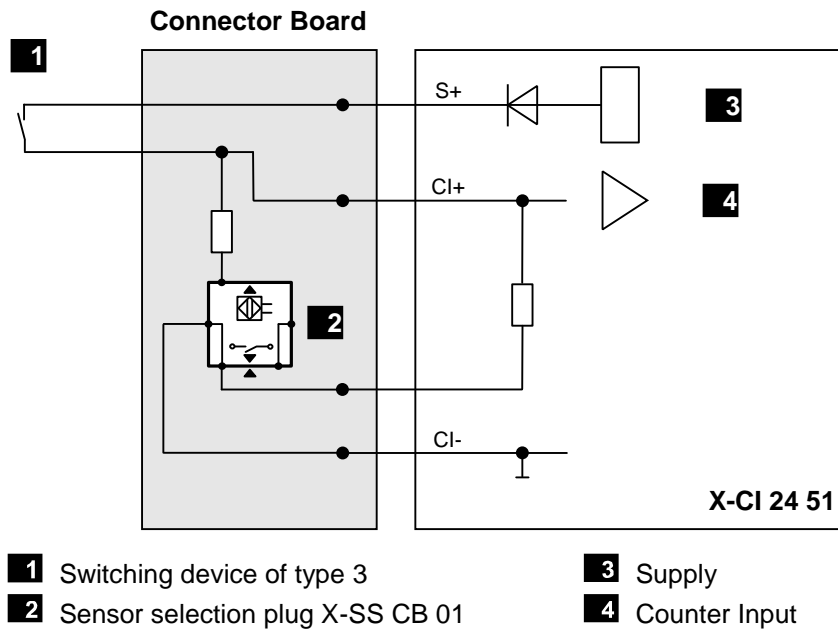 Connector Board
1
S+
3
CI+
4
2
CI-
X-CI 24 51
1 Switching device of type 3
3 Supply
2 Sensor selection plug X-SS CB 01
4 Counter Input